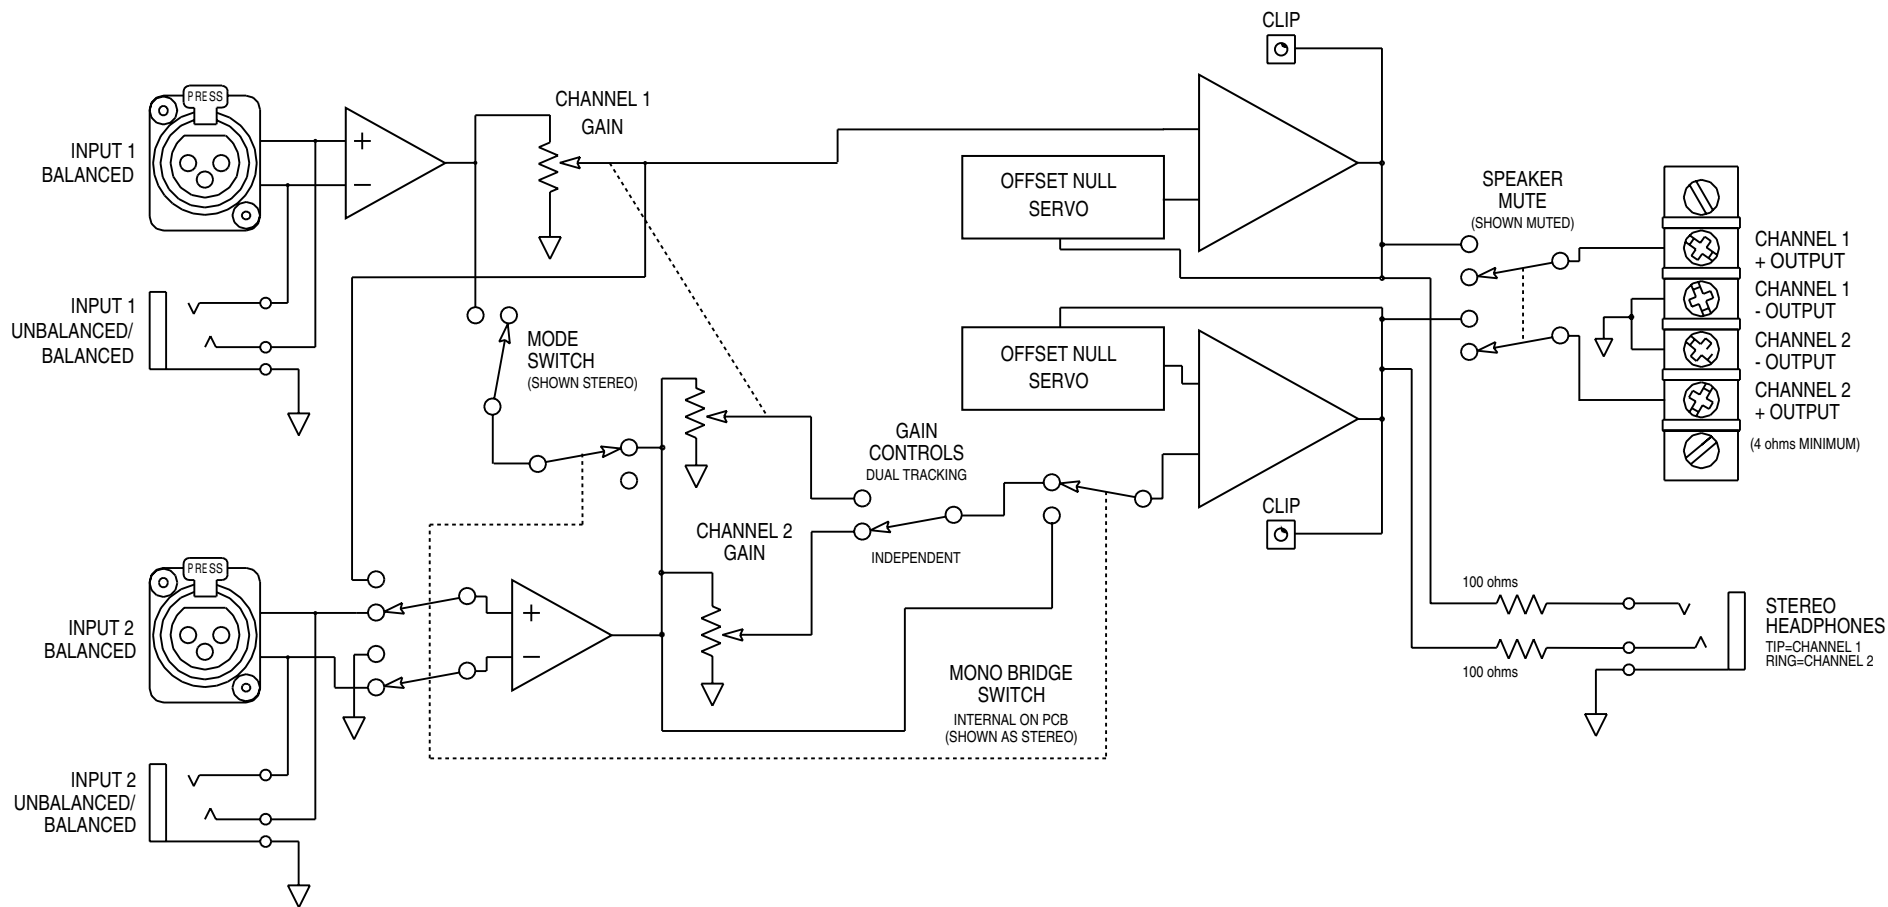 CLIP
PRESS
INPUT 1
BALANCED
+
−
CHANNEL 1
GAIN
OFFSET NULL
SERVO
SPEAKER
MUTE
(SHOWN MUTED)
CHANNEL 1
+ OUTPUT
CHANNEL 1
- OUTPUT
CHANNEL 2
- OUTPUT
CHANNEL 2
+ OUTPUT
(4 ohms MINIMUM)
INPUT 1
UNBALANCED/
BALANCED
MODE
SWITCH
(SHOWN STEREO)
OFFSET NULL
SERVO
GAIN
CONTROLS
DUAL TRACKING
INDEPENDENT
CHANNEL 2
GAIN
CLIP
PRESS
INPUT 2
BALANCED
+
−
MONO BRIDGE
SWITCH
INTERNAL ON PCB
(SHOWN AS STEREO)
100 ohms
100 ohms
STEREO
HEADPHONES
TIP=CHANNEL 1
RING=CHANNEL 2
INPUT 2
UNBALANCED/
BALANCED